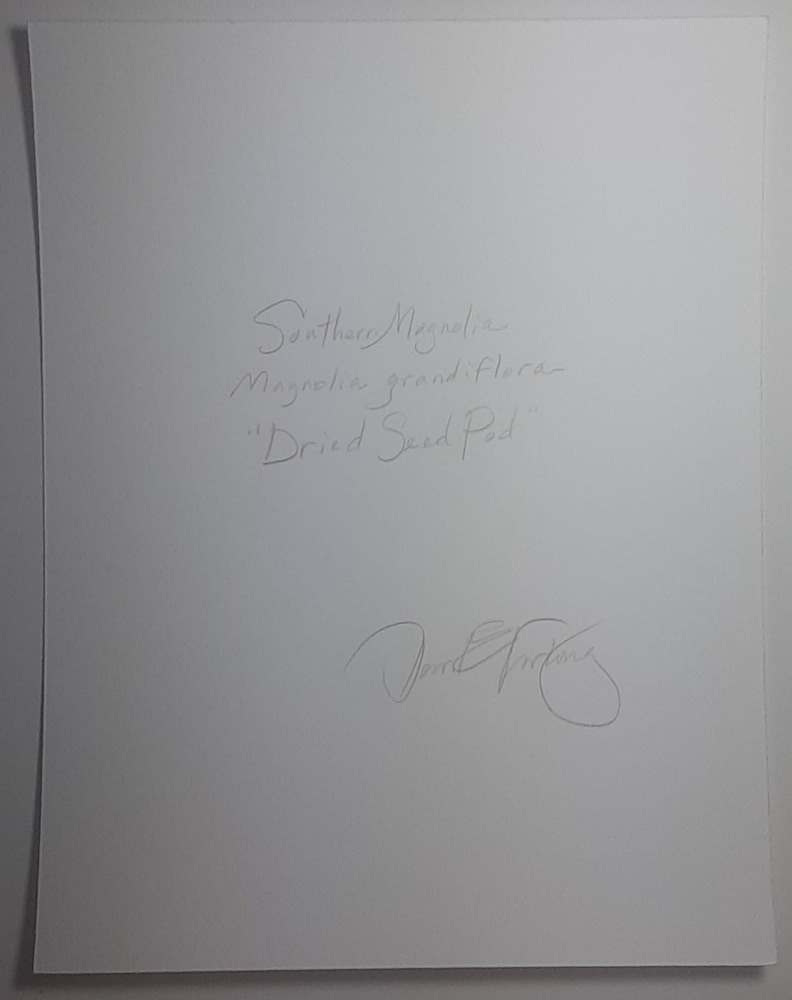 Southern Magnolia
Magnolia grandiflora
"Dried Seed Pod"